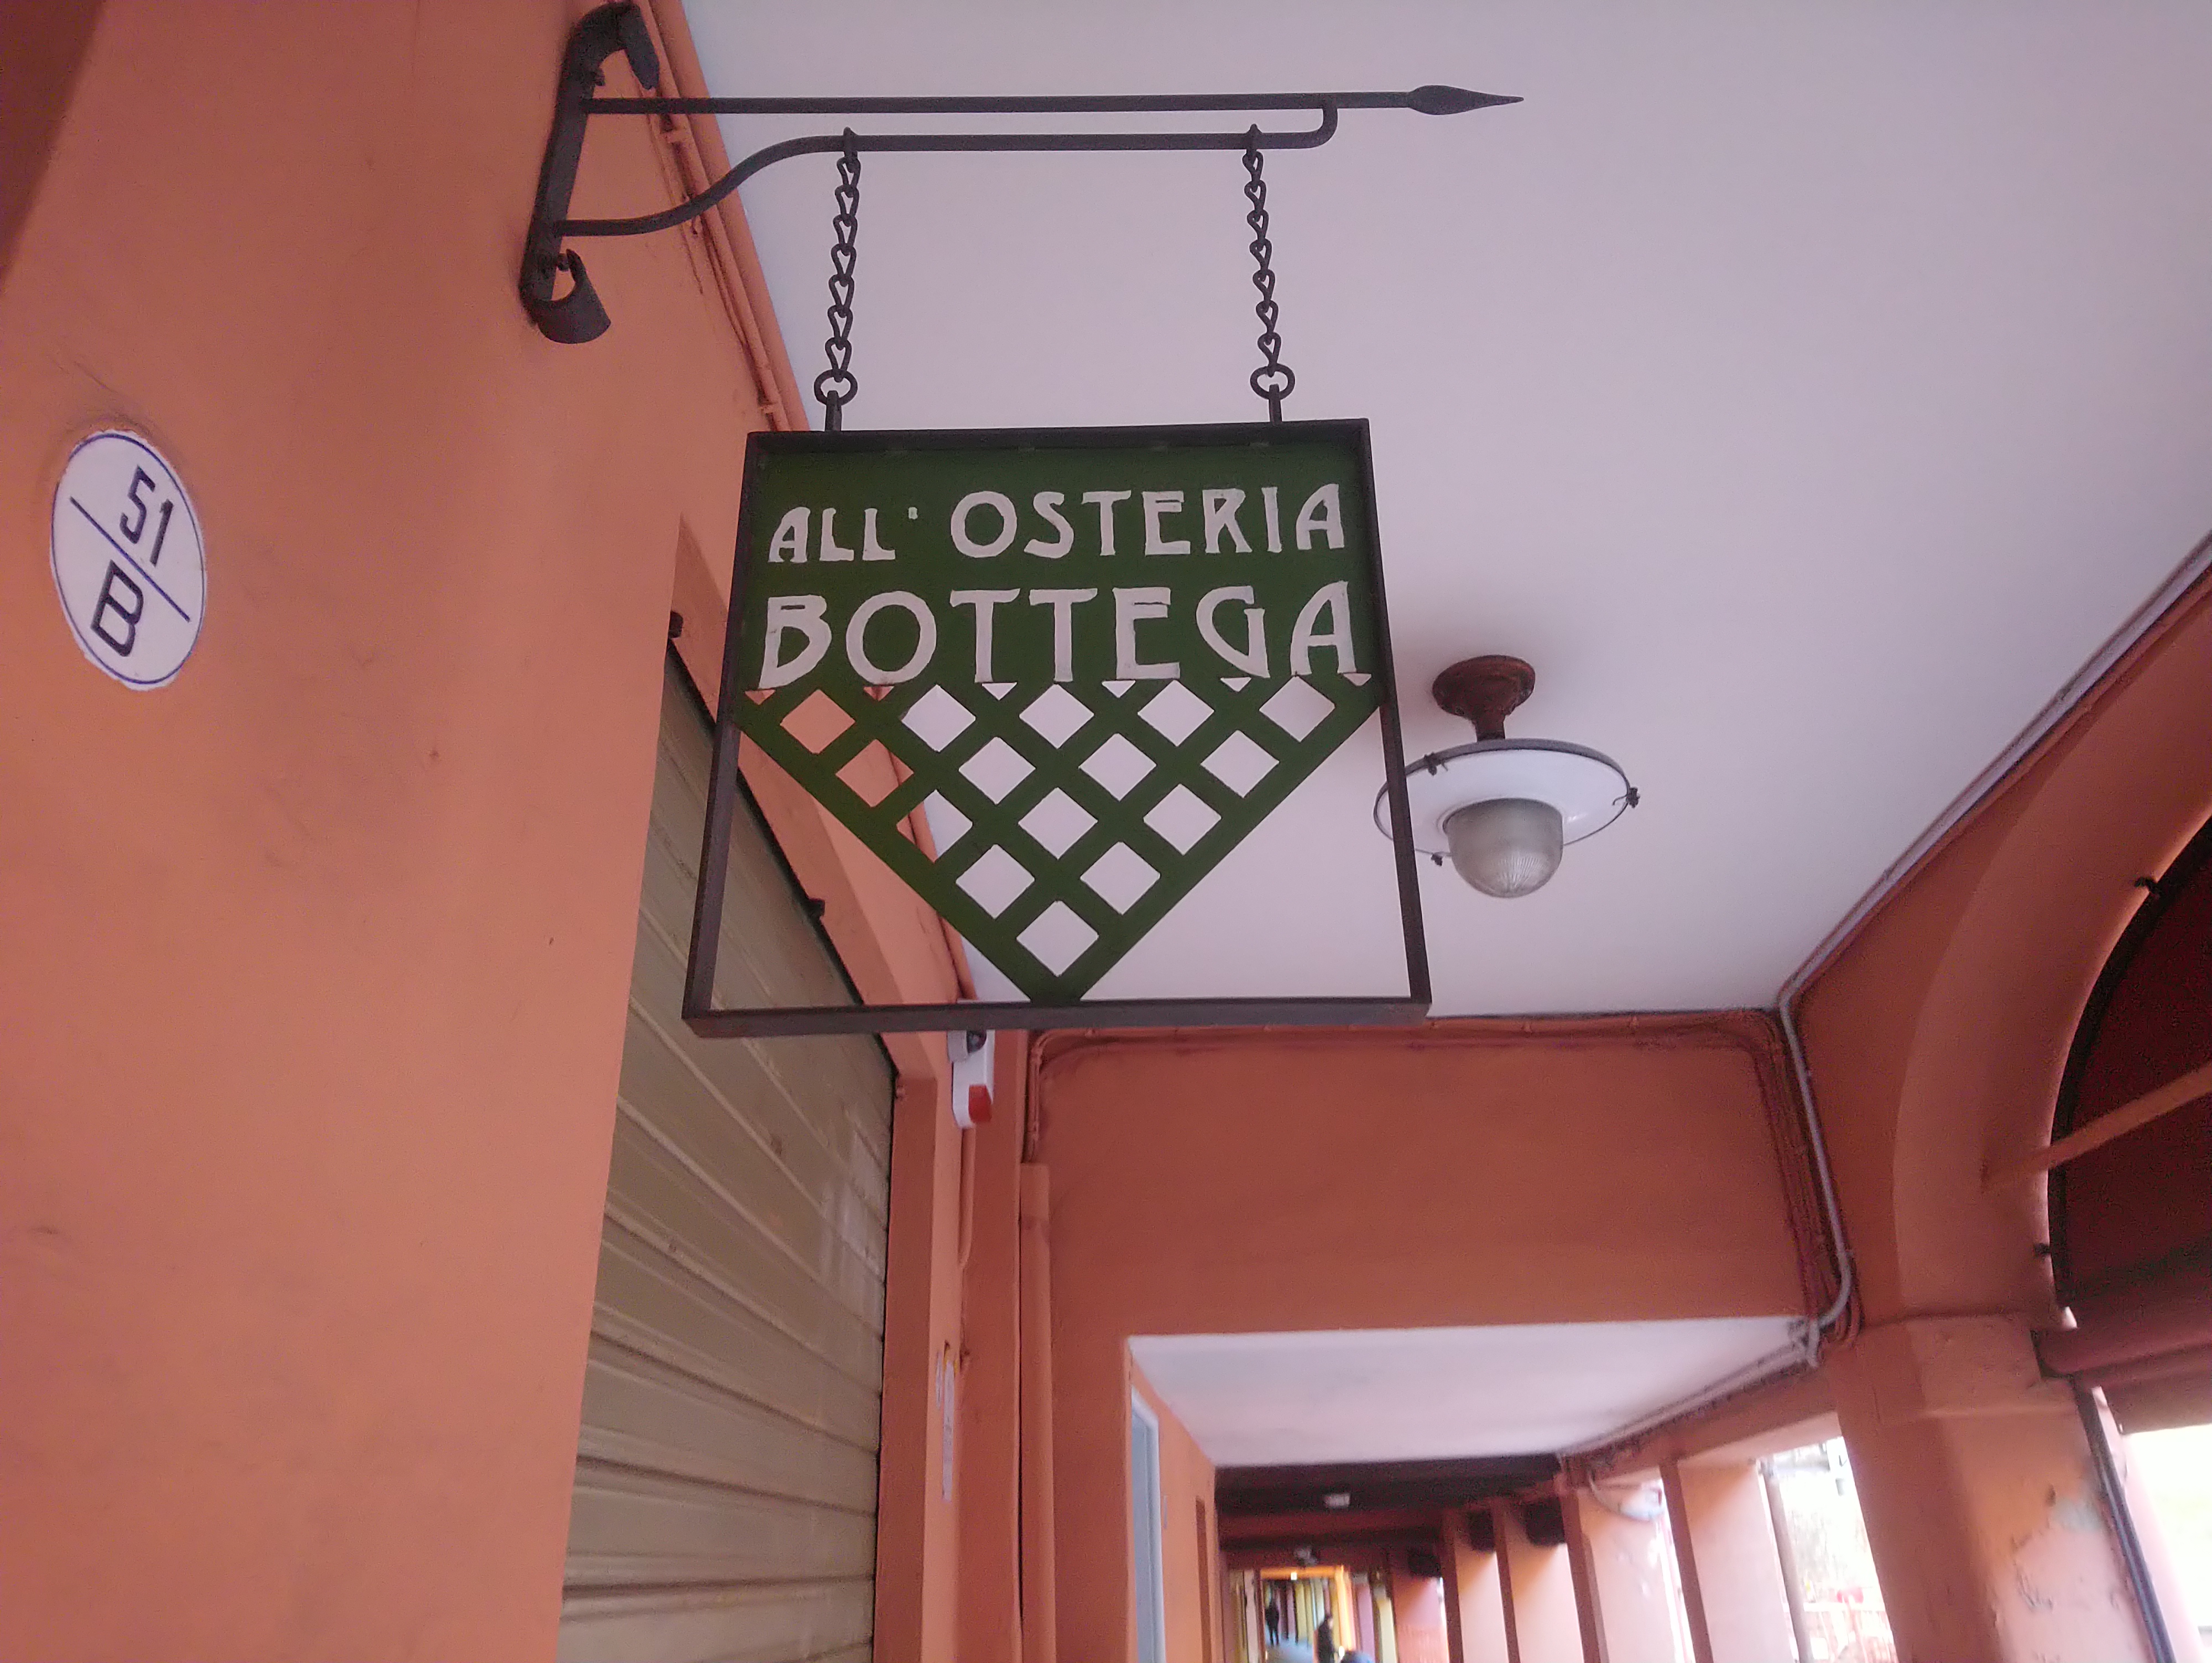 51
B
ALL' OSTERIA
BOTTEGA